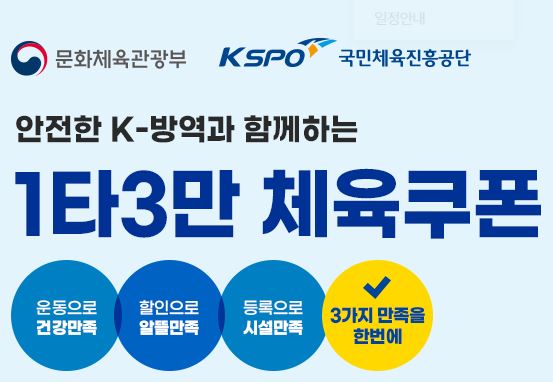 일정안내
문화체육관광부
KSPO 국민체육진흥공단
안전한 K-방역과 함께하는
1타3만 체육쿠폰
운동으로
건강만족
할인으로
알뜰만족
등록으로
시설만족
3가지 만족을
한번에